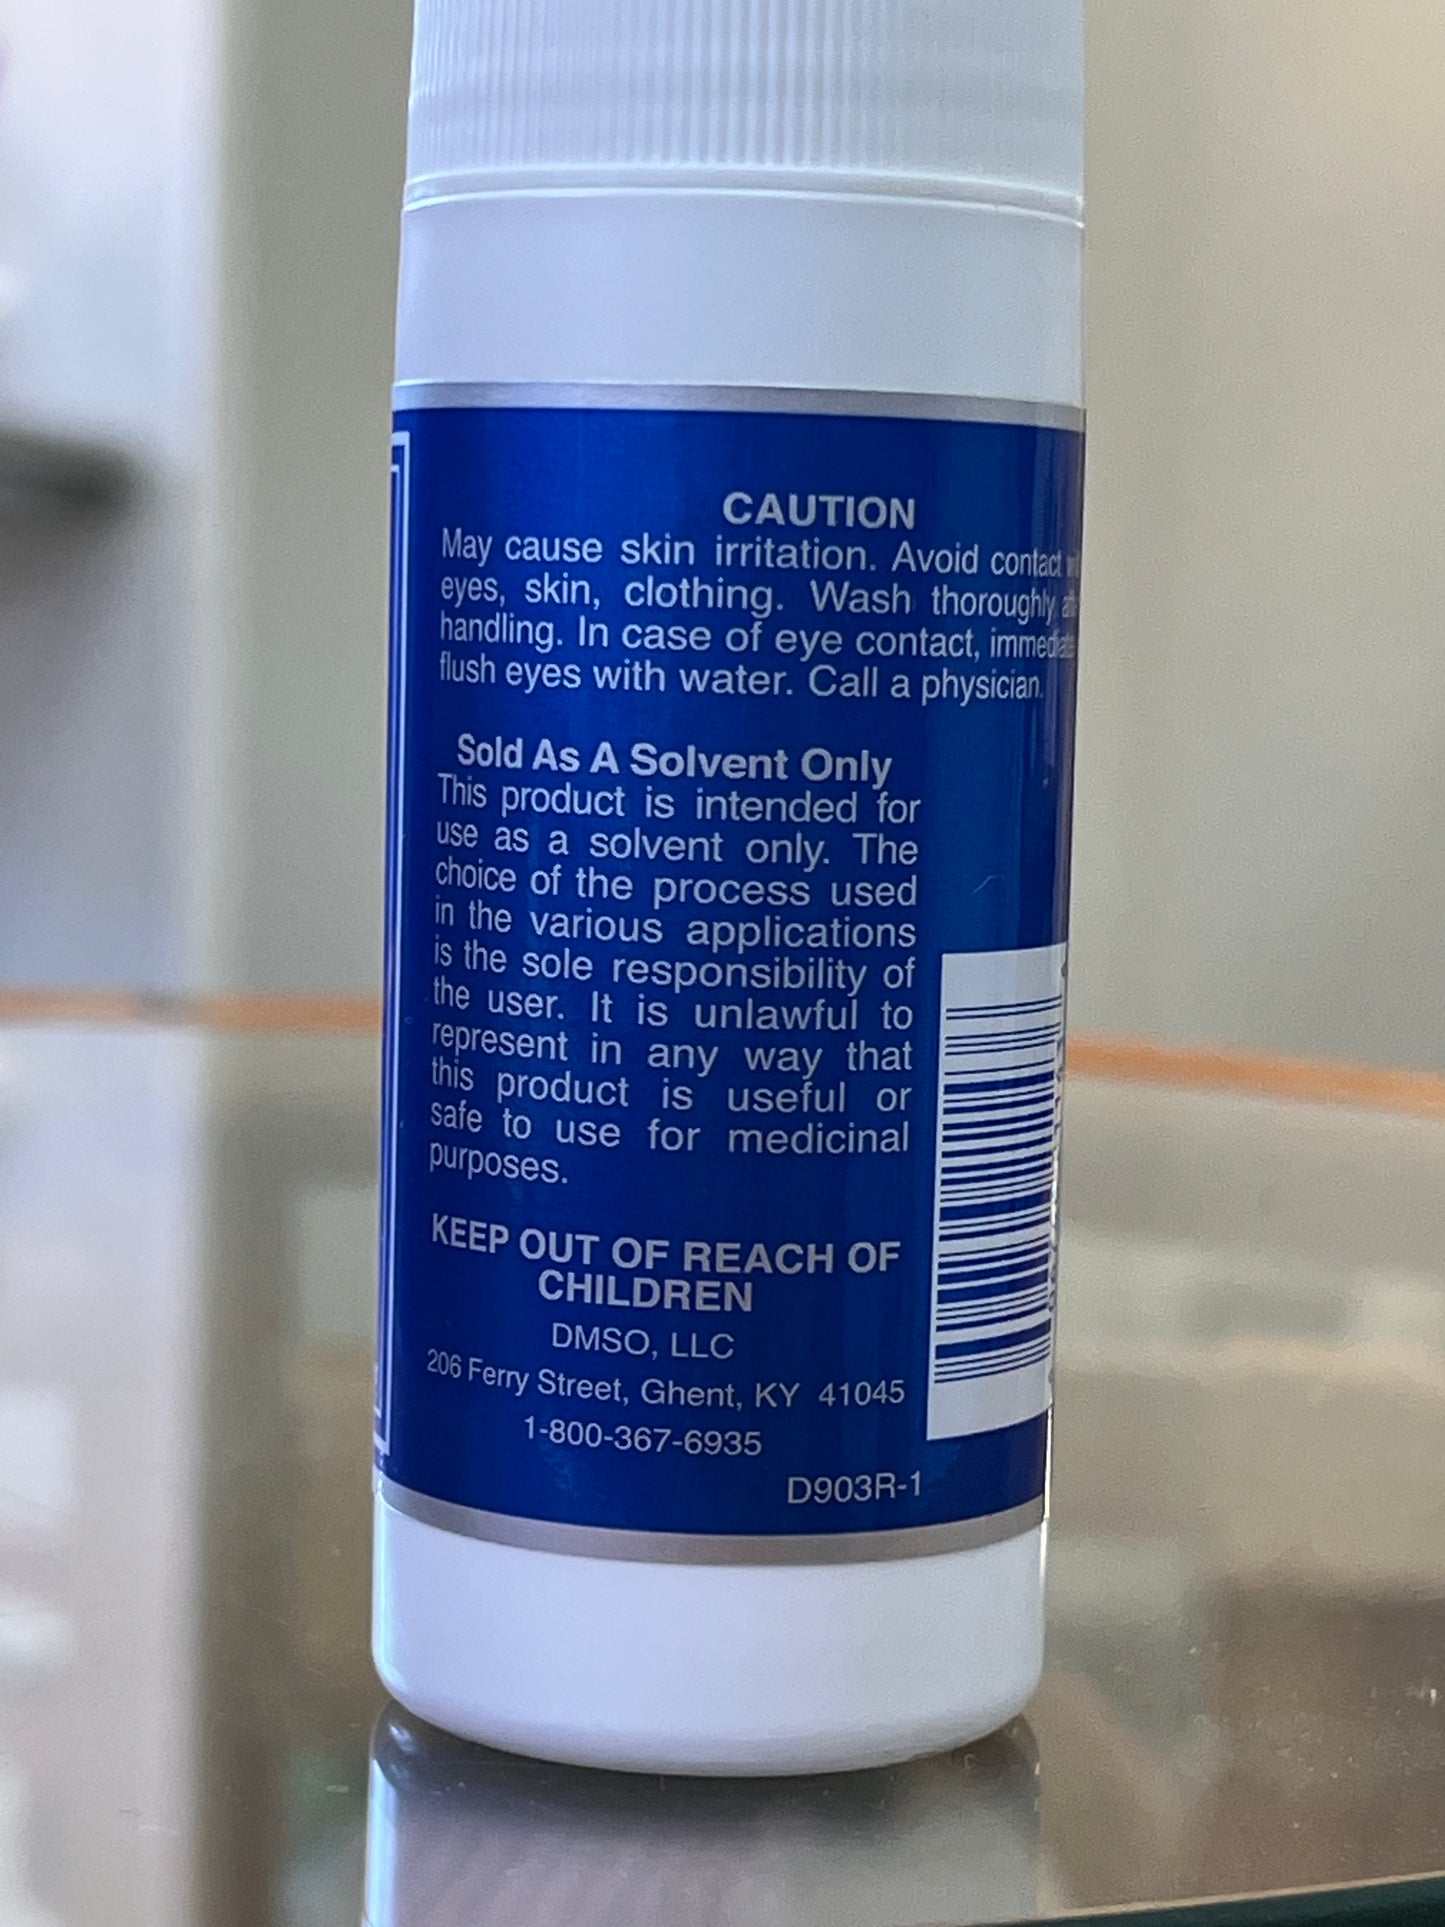 CAUTION
May cause skin irritation. Avoid contact
eyes, skin, clothing. Wash thoroughly
handling. In case of eye contact,
flush eyes with water. Call a physician.
Sold As A Solvent Only
This product is intended for
use as a solvent only. The
choice of the process used
in the various applications
is the sole responsibility of
the user. It is unlawful to
represent in any way that
this product is useful or
safe to use for medicinal
purposes.
KEEP OUT OF REACH OF
CHILDREN
DMSO, LLC
206 Ferry Street, Ghent, KY 41045
1-800-367-6935
D903R-1